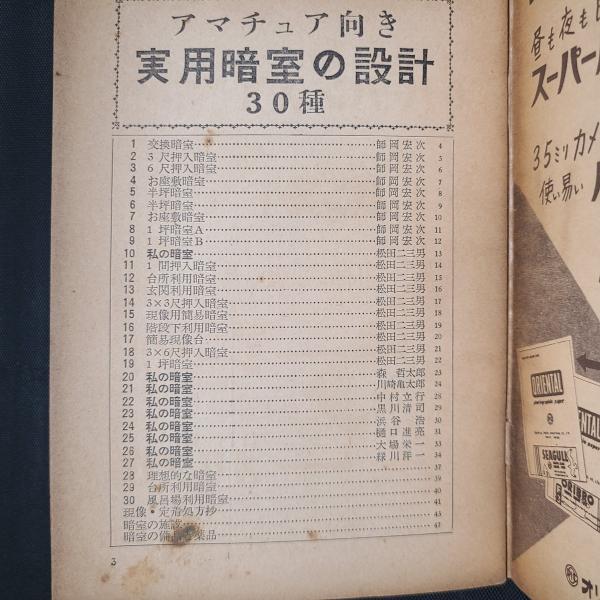 アマチュア向き
実用暗室の設計
30種
1 交換暗室 師岡宏次 4
2 3尺押入暗室 師岡宏次 5
3 6尺押入暗室 師岡宏次 6
4 お座敷暗室 師岡宏次 7
5 半坪暗室 師岡宏次 8
6 半坪暗室 師岡宏次 9
7 お座敷暗室 師岡宏次 10
8 1坪暗室A 師岡宏次 11
9 1坪暗室B 師岡宏次 12
10 私の暗室 松田二三男 13
11 1間押入暗室 松田二三男 14
12 台所利用暗室 松田二三男 15
13 玄関利用暗室 松田二三男 16
14 3×3尺押入暗室 松田二三男 17
15 現像用簡易暗室 松田二三男 18
16 階段下利用暗室 松田二三男 19
17 簡易現像台 松田二三男 20
18 3×6尺押入暗室 松田二三男 21
19 1坪暗室 松田二三男 22
20 私の暗室 森哲太郎 23
21 私の暗室 川崎亀太郎 24
22 私の暗室 中村立行 28
23 私の暗室 黒川清司 29
24 私の暗室 浜谷浩 30
25 私の暗室 樋口進亮 31
26 私の暗室 大場栄一 33
27 私の暗室 緑川洋一 34
28 理想的な暗室 37
29 台所利用暗室 39
30 風呂場利用暗室 40
現像・定着処方抄 41
暗室の施設 45
暗室の備品と薬品 47
3
昼も夜も
スーパー
35ミリカメ
使い易い
ORIENTAL
photographic paper
SEAGULL
ORIBRO